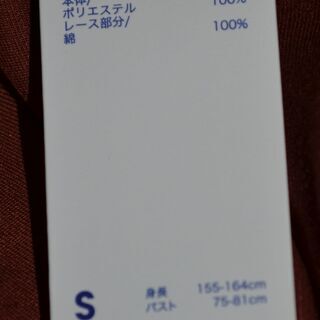 本体/
ポリエステル 100%
レース部分/
綿 100%
S
身長 155-164cm
バスト 75-81cm